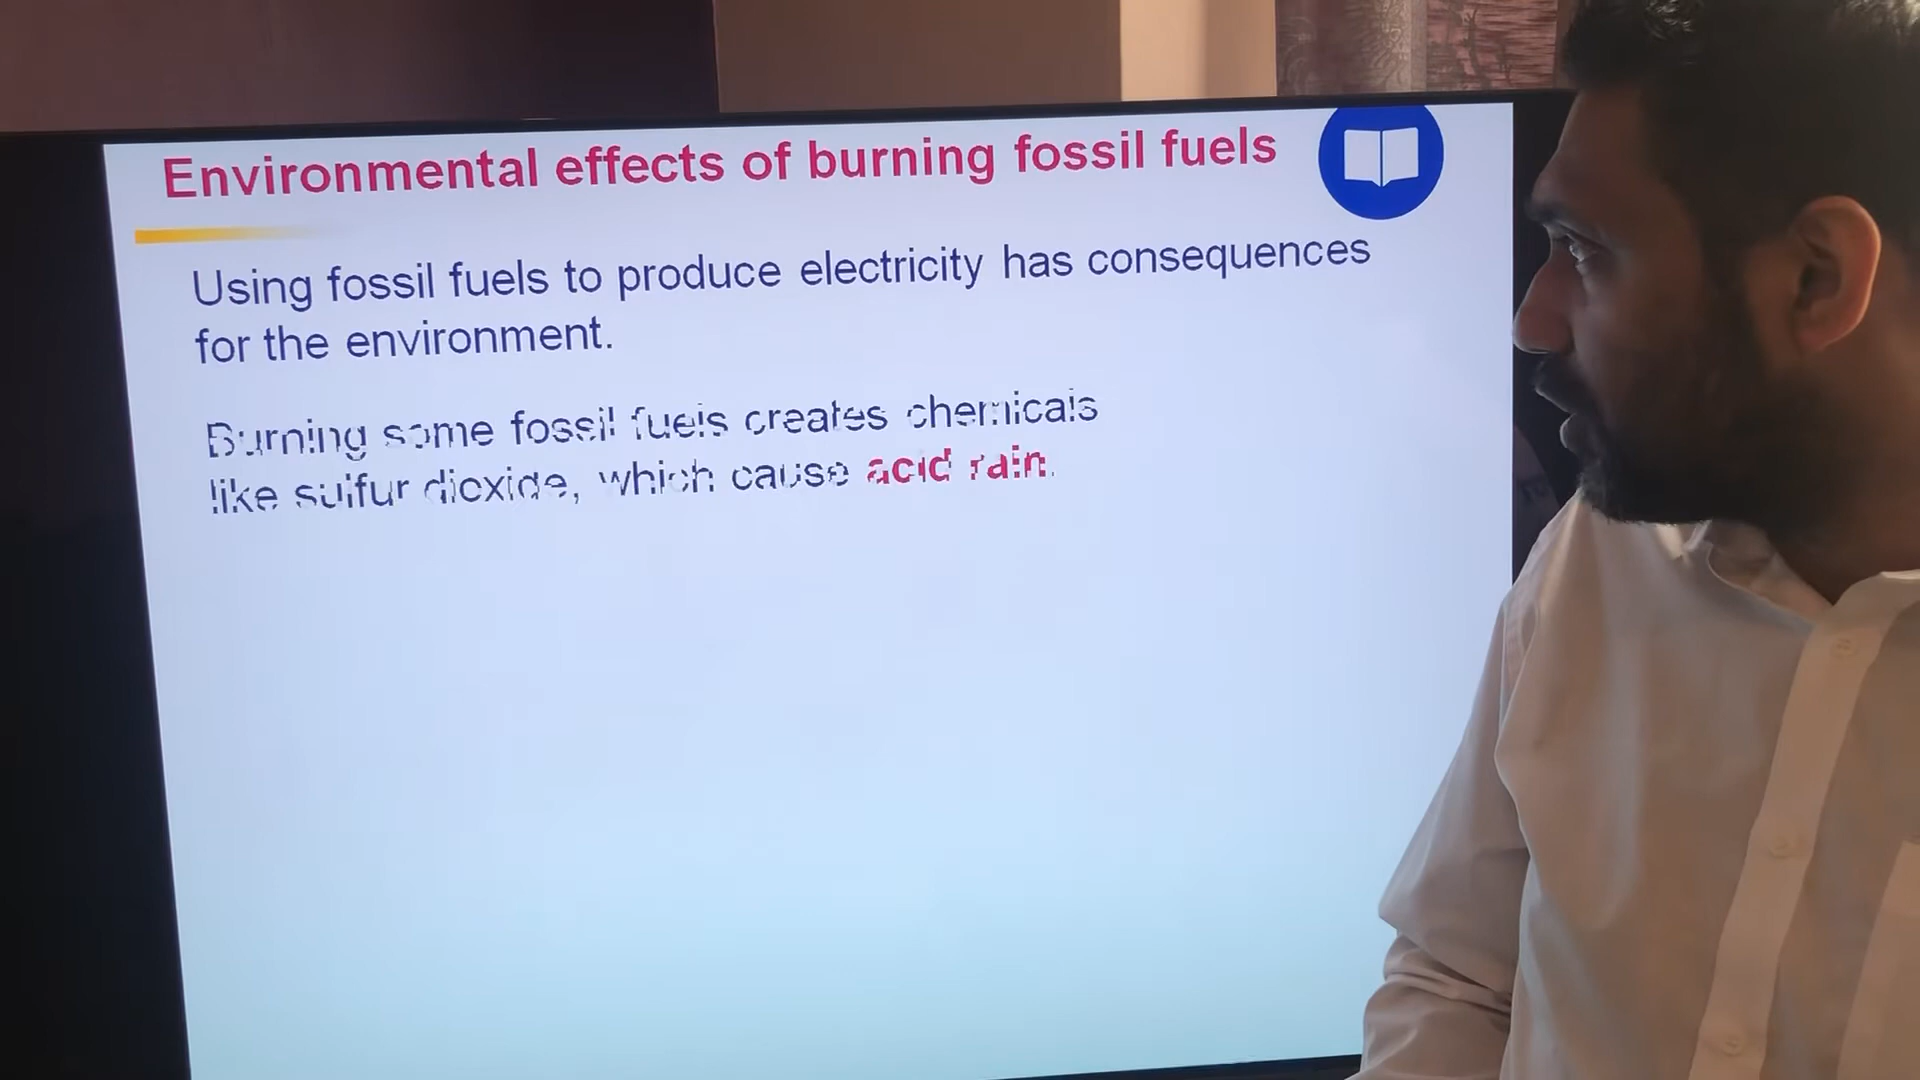 Environmental effects of burning fossil fuels
Using fossil fuels to produce electricity has consequences
for the environment.
Burning some fossil fuels creates chemicals
like sulfur dioxide, which cause acid rain.